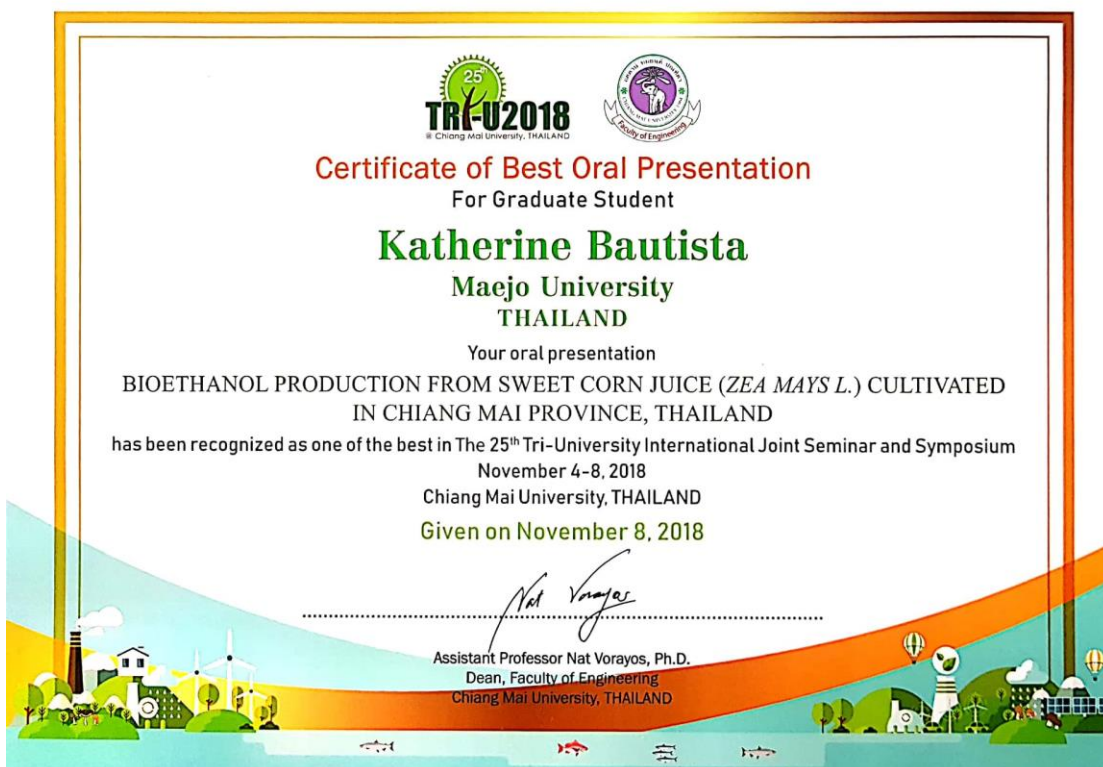 25th
TRI-U2018
@ Chiang Mai University, THAILAND
Faculty of Engineering
Certificate of Best Oral Presentation
For Graduate Student
Katherine Bautista
Maejo University
THAILAND
Your oral presentation
BIOETHANOL PRODUCTION FROM SWEET CORN JUICE (ZEA MAYS L.) CULTIVATED
IN CHIANG MAI PROVINCE, THAILAND
has been recognized as one of the best in The 25th Tri-University International Joint Seminar and Symposium
November 4-8, 2018
Chiang Mai University, THAILAND
Given on November 8, 2018
Nat Vorayos
Assistant Professor Nat Vorayos, Ph.D.
Dean, Faculty of Engineering
Chiang Mai University, THAILAND